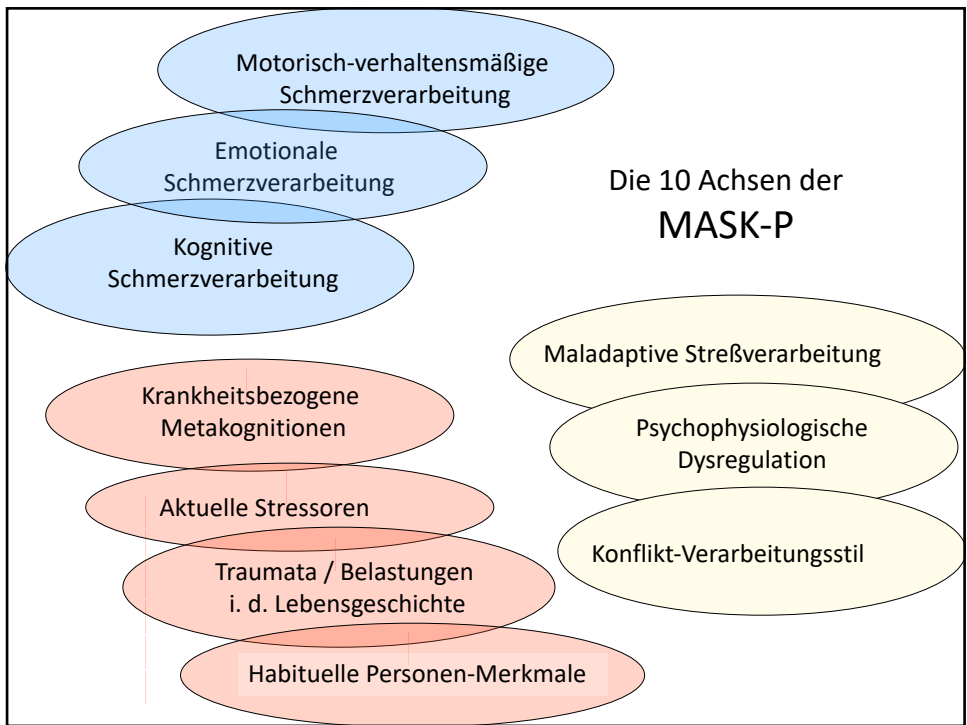 Motorisch-verhaltensmäßige
Schmerzverarbeitung
Emotionale
Schmerzverarbeitung
Kognitive
Schmerzverarbeitung
Die 10 Achsen der
MASK-P
Krankheitsbezogene
Metakognitionen
Aktuelle Stressoren
Traumata / Belastungen
i. d. Lebensgeschichte
Habituelle Personen-Merkmale
Maladaptive Streßverarbeitung
Psychophysiologische
Dysregulation
Konflikt-Verarbeitungsstil